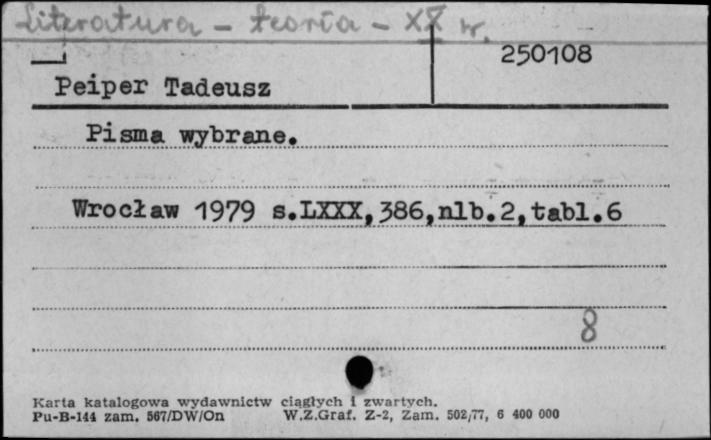 Literatura - teoria - XX w.
250108
Peiper Tadeusz
Pisma wybrane.
Wrocław 1979 s.LXXX,386,nlb.2,tabl.6
8
Karta katalogowa wydawnictw ciągłych i zwartych.
Pu-B-144 zam. 567/DW/On W.Z.Graf. Z-2, Zam. 502/77, 6 400 000